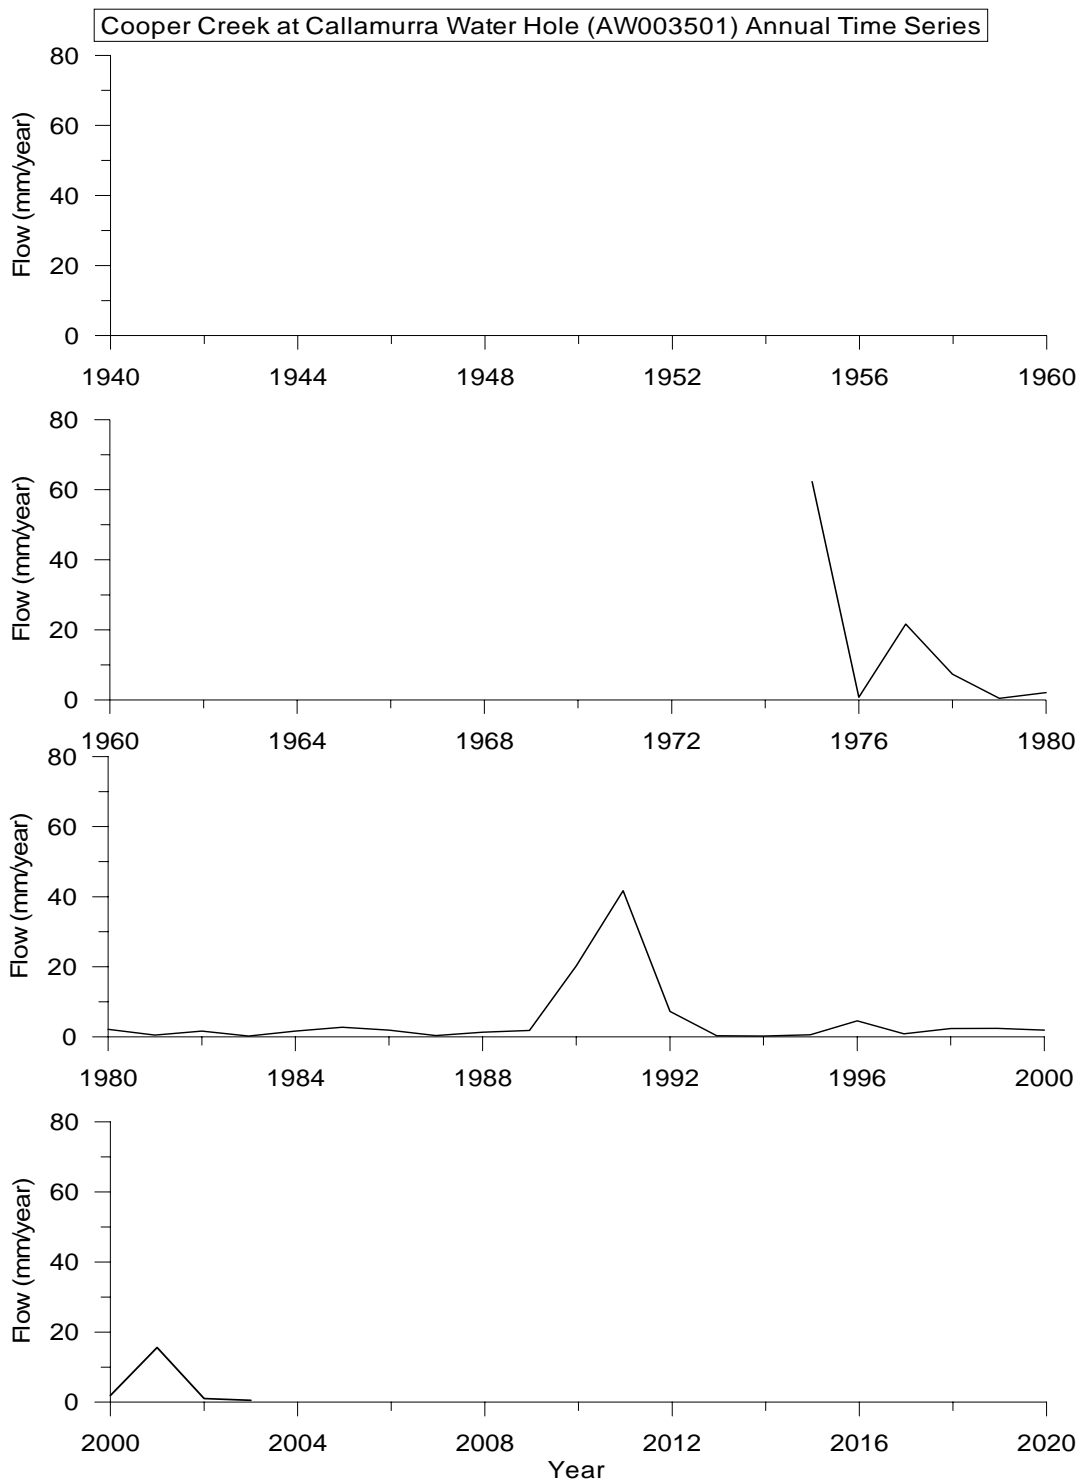 Cooper Creek at Callamurra Water Hole (AW003501) Annual Time Series
80
60
40
20
0
Flow (mm/year)
1940 1944 1948 1952 1956 1960
80
60
40
20
0
Flow (mm/year)
1960 1964 1968 1972 1976 1980
80
60
40
20
0
Flow (mm/year)
1980 1984 1988 1992 1996 2000
80
60
40
20
0
Flow (mm/year)
2000 2004 2008 2012 2016 2020
Year